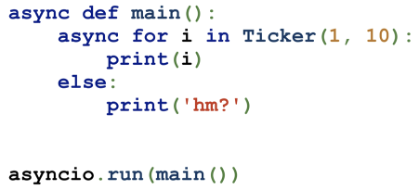 async def main():
    async for i in Ticker(1, 10):
        print(i)
    else:
        print('hm?')
asyncio.run(main())